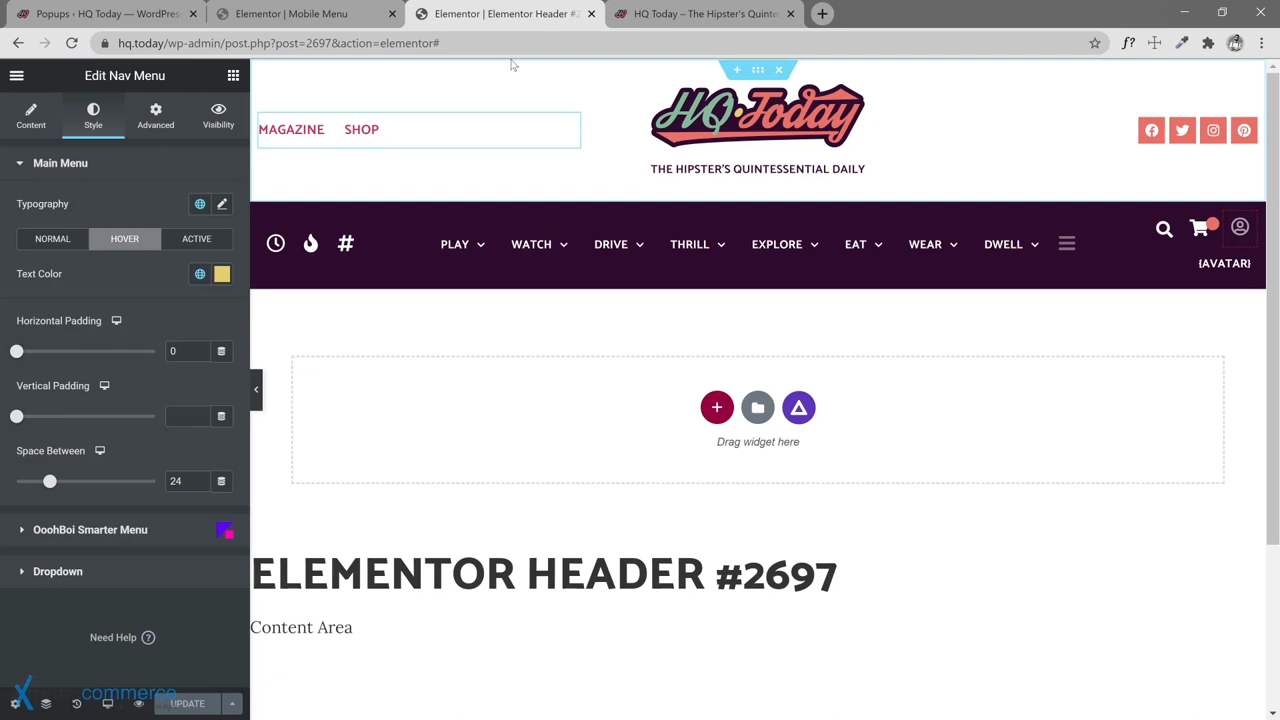 Popups ‹ HQ Today — WordPres
Elementor | Mobile Menu
Elementor | Elementor Header #2
HQ Today – The Hipster's Quinte
hq.today/wp-admin/post.php?post=2697&action=elementor#
Edit Nav Menu
Content
Style
Advanced
Visibility
Main Menu
Typography
NORMAL
HOVER
ACTIVE
Text Color
Horizontal Padding
0
Vertical Padding
Space Between
24
OoohBoi Smarter Menu
Dropdown
Need Help
commerce
UPDATE
MAGAZINE
SHOP
HQ Today
THE HIPSTER'S QUINTESSENTIAL DAILY
PLAY
WATCH
DRIVE
THRILL
EXPLORE
EAT
WEAR
DWELL
{AVATAR}
Drag widget here
ELEMENTOR HEADER #2697
Content Area